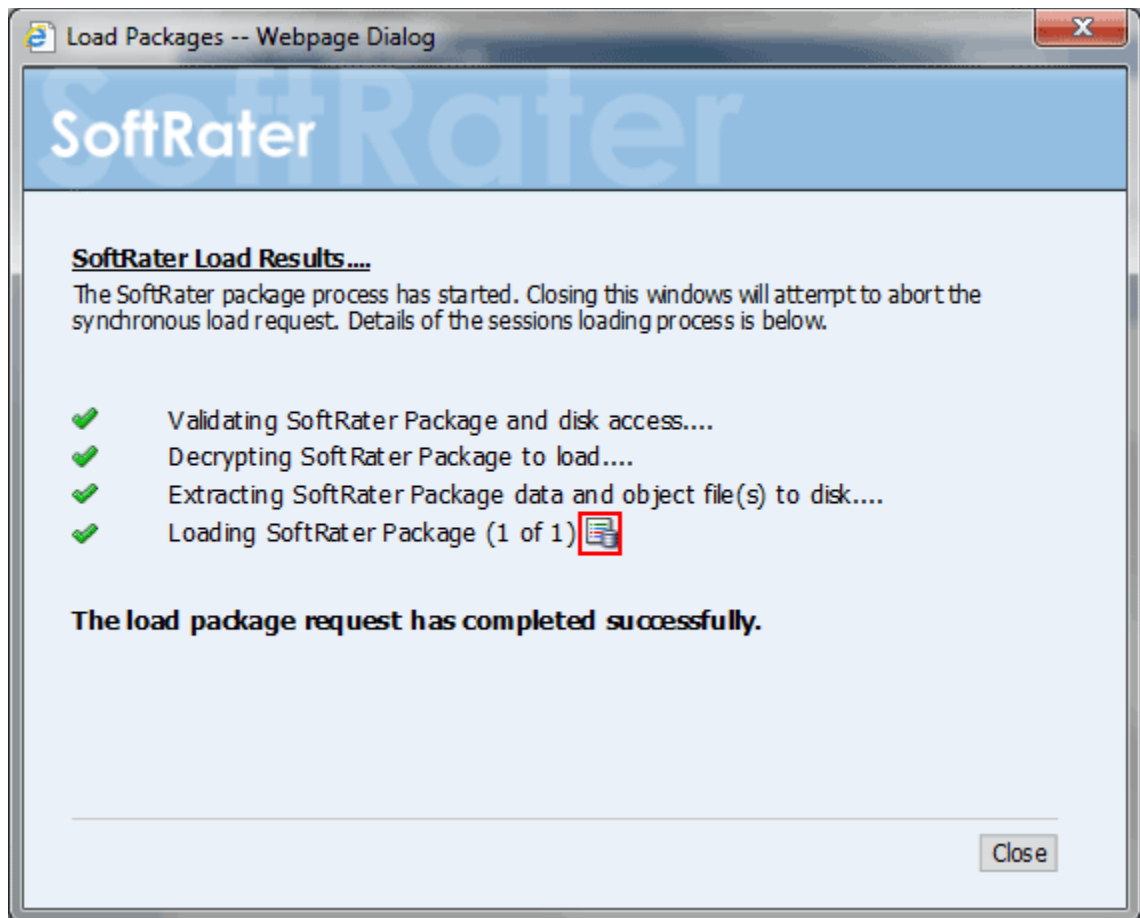 Load Packages -- Webpage Dialog
SoftRater
SoftRater
SoftRater Load Results....
The SoftRater package process has started. Closing this windows will attempt to abort the
synchronous load request. Details of the sessions loading process is below.
Validating SoftRater Package and disk access....
Decrypting SoftRater Package to load....
Extracting SoftRater Package data and object file(s) to disk....
Loading SoftRater Package (1 of 1)
The load package request has completed successfully.
Close